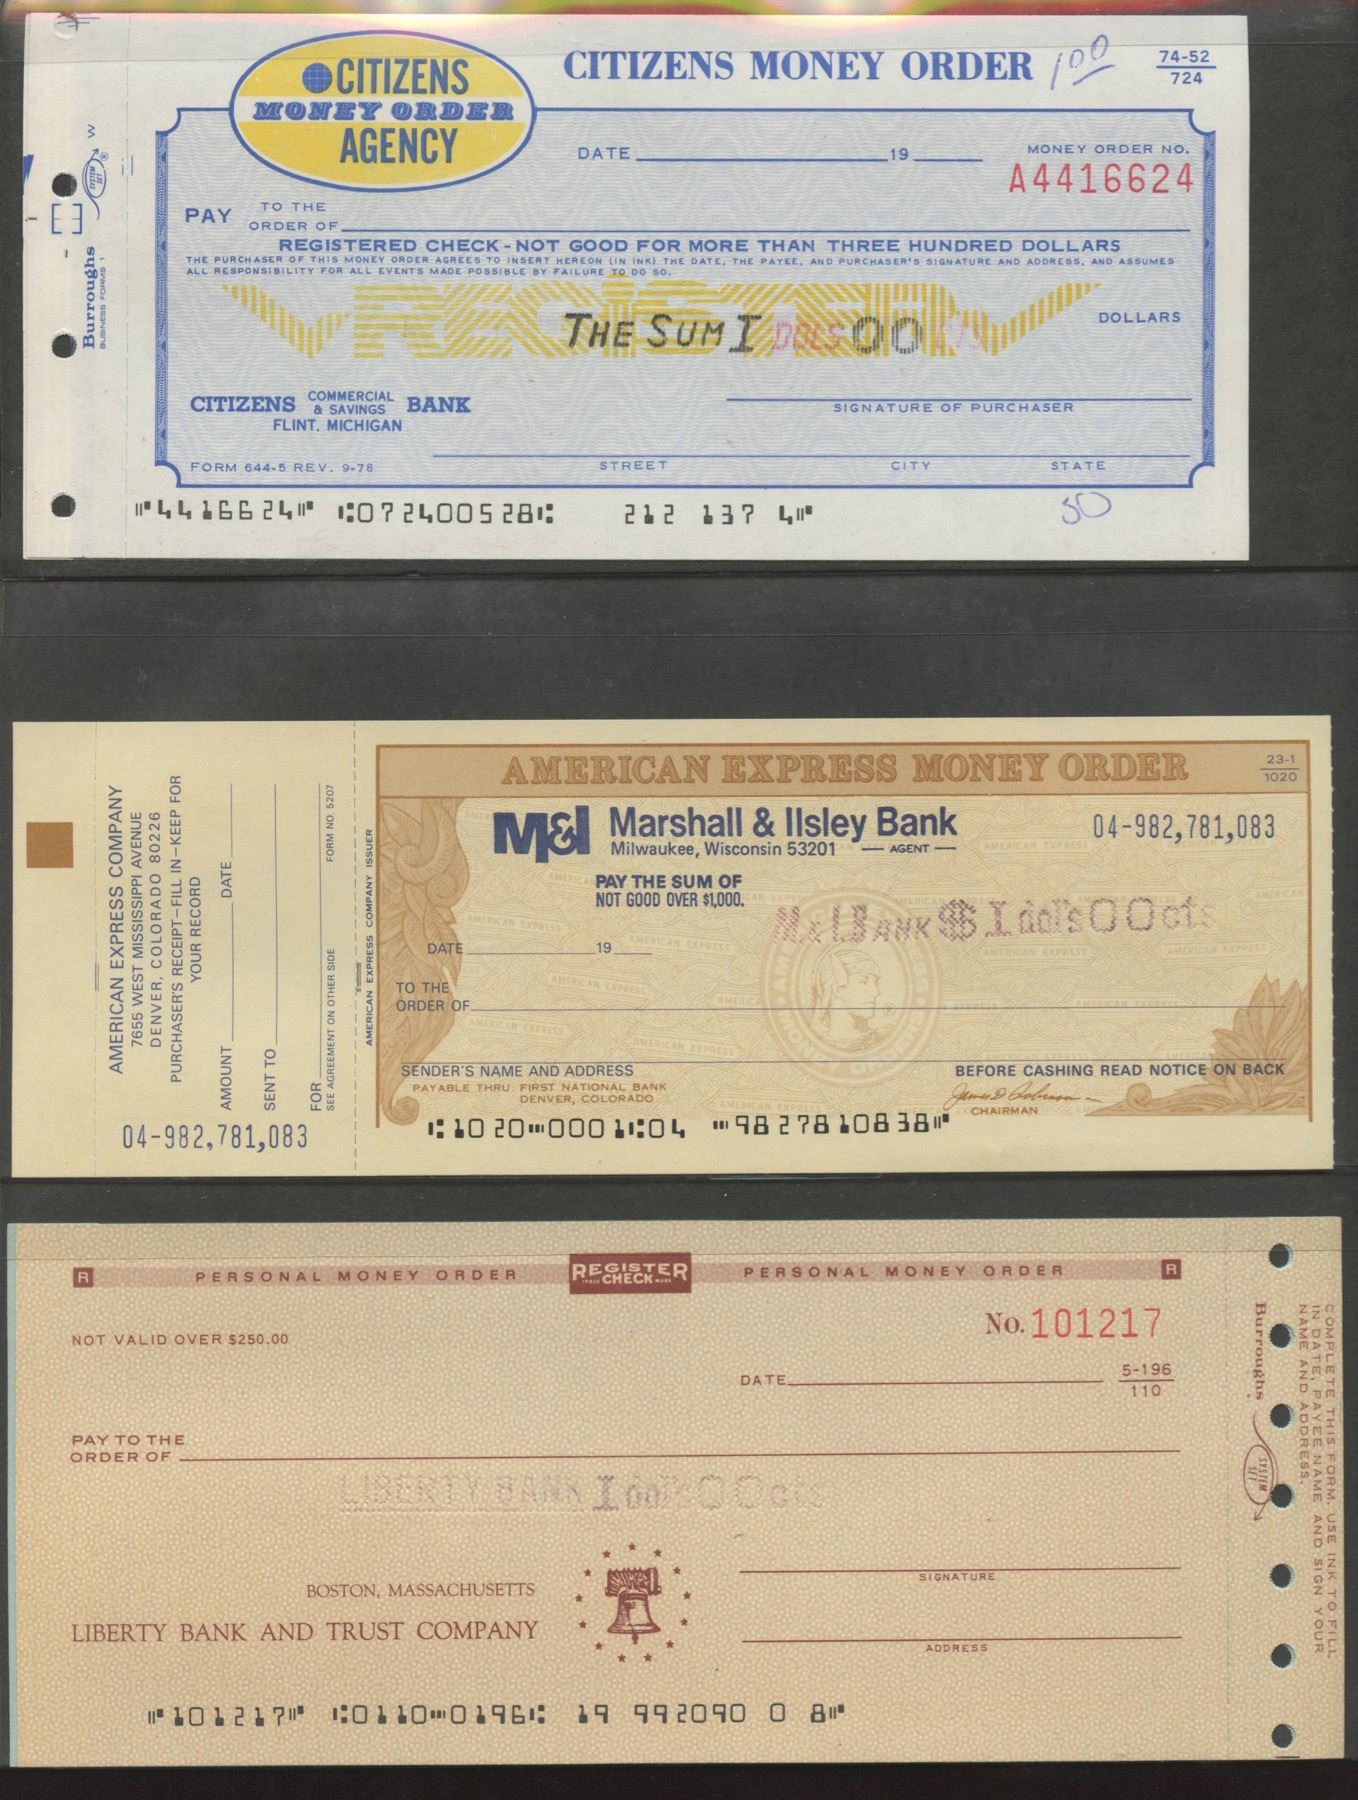 CITIZENS
MONEY ORDER
AGENCY
CITIZENS MONEY ORDER
100
74-52
724
DATE 19
MONEY ORDER NO.
A4416624
PAY TO THE
ORDER OF
REGISTERED CHECK - NOT GOOD FOR MORE THAN THREE HUNDRED DOLLARS
THE PURCHASER OF THIS MONEY ORDER AGREES TO INSERT HEREON (IN INK) THE DATE, THE PAYEE, AND PURCHASER'S SIGNATURE AND ADDRESS, AND ASSUMES
ALL RESPONSIBILITY FOR ALL EVENTS MADE POSSIBLE BY FAILURE TO DO SO.
REGISTER
THE SUM 1 DOLS 00 CTS
DOLLARS
CITIZENS COMMERCIAL & SAVINGS BANK
FLINT, MICHIGAN
SIGNATURE OF PURCHASER
FORM 644-5 REV. 9-78
STREET CITY STATE
4416624 072400528 212 137 4
50
Burroughs
BUSINESS FORMS 1
SYSTEM SET
W
AMERICAN EXPRESS COMPANY
7655 WEST MISSISSIPPI AVENUE
DENVER, COLORADO 80226
PURCHASER'S RECEIPT-FILL IN-KEEP FOR
YOUR RECORD
AMOUNT DATE
SENT TO
FOR
SEE AGREEMENT ON OTHER SIDE FORM NO. 5207
04-982,781,083
AMERICAN EXPRESS COMPANY ISSUER
AMERICAN EXPRESS MONEY ORDER
23-1
1020
M&I Marshall & Ilsley Bank
Milwaukee, Wisconsin 53201 — AGENT —
04-982,781,083
PAY THE SUM OF
NOT GOOD OVER $1,000.
M&I BANK $ 1 dol's 00 cts
DATE 19
TO THE
ORDER OF
SENDER'S NAME AND ADDRESS
BEFORE CASHING READ NOTICE ON BACK
PAYABLE THRU: FIRST NATIONAL BANK
DENVER, COLORADO
CHAIRMAN
1020 0001 04 9827810838
R PERSONAL MONEY ORDER REGISTER CHECK PERSONAL MONEY ORDER R
TRADE MARK
NOT VALID OVER $250.00
No. 101217
DATE
5-196
110
PAY TO THE
ORDER OF
LIBERTY BANK 1 dol's 00 cts
BOSTON, MASSACHUSETTS
LIBERTY BANK AND TRUST COMPANY
SIGNATURE
ADDRESS
101217 0110 0196 19 992090 0 8
Burroughs
SYSTEM SET
COMPLETE THIS FORM. USE INK TO FILL
IN DATE, PAYEE NAME AND SIGN YOUR
NAME AND ADDRESS.